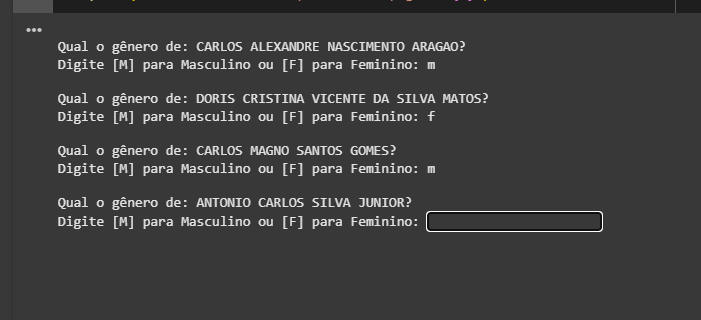 Qual o gênero de: CARLOS ALEXANDRE NASCIMENTO ARAGAO?
Digite [M] para Masculino ou [F] para Feminino: m
Qual o gênero de: DORIS CRISTINA VICENTE DA SILVA MATOS?
Digite [M] para Masculino ou [F] para Feminino: f
Qual o gênero de: CARLOS MAGNO SANTOS GOMES?
Digite [M] para Masculino ou [F] para Feminino: m
Qual o gênero de: ANTONIO CARLOS SILVA JUNIOR?
Digite [M] para Masculino ou [F] para Feminino: